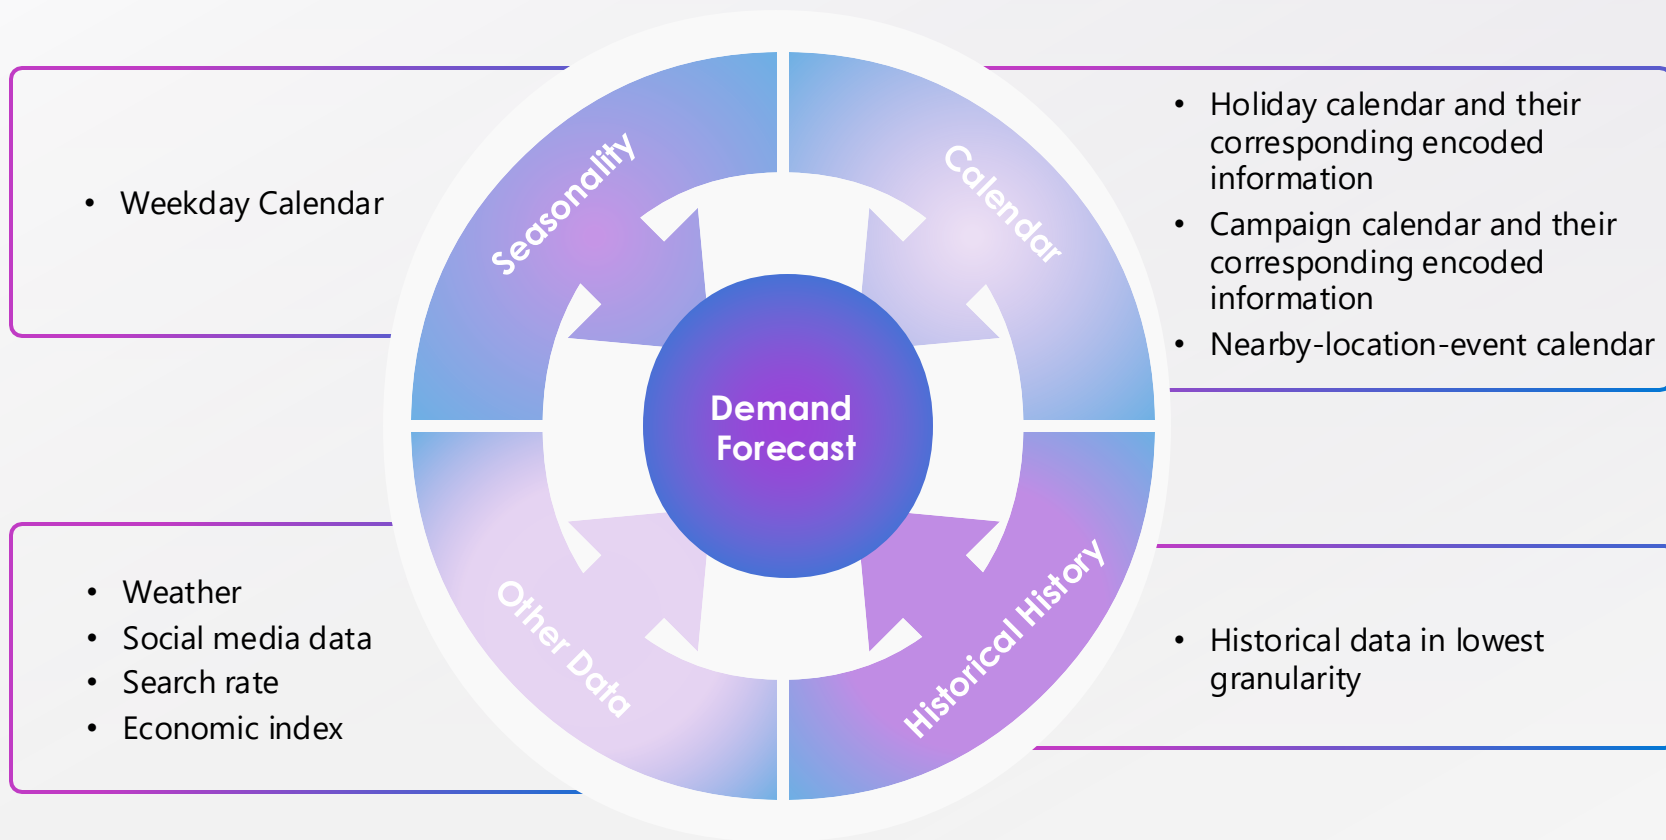 Seasonality
• Weekday Calendar
Calendar
• Holiday calendar and their
corresponding encoded
information
• Campaign calendar and their
corresponding encoded
information
• Nearby-location-event calendar
Demand
Forecast
Other Data
• Weather
• Social media data
• Search rate
• Economic index
Historical History
• Historical data in lowest
granularity